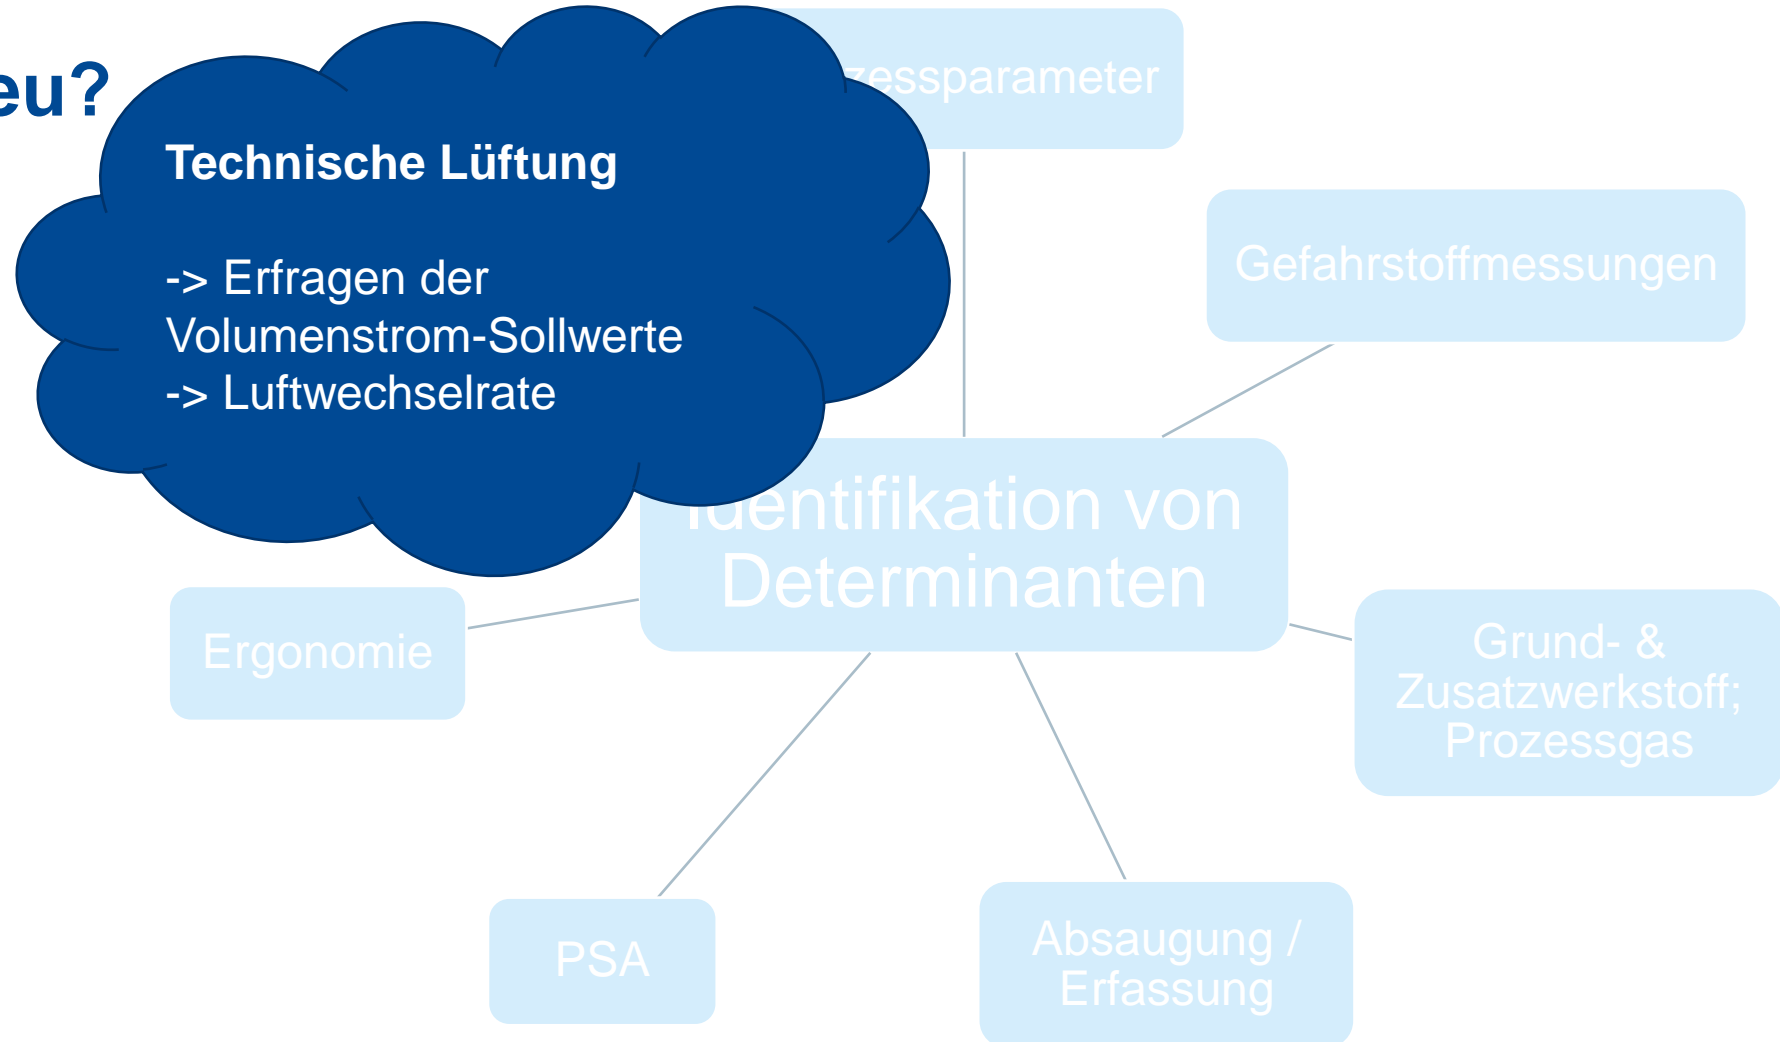 eu?
Technische Lüftung
-> Erfragen der
Volumenstrom-Sollwerte
-> Luftwechselrate
zessparameter
Gefahrstoffmessungen
Identifikation von
Determinanten
Ergonomie
Grund- &
Zusatzwerkstoff;
Prozessgas
PSA
Absaugung /
Erfassung